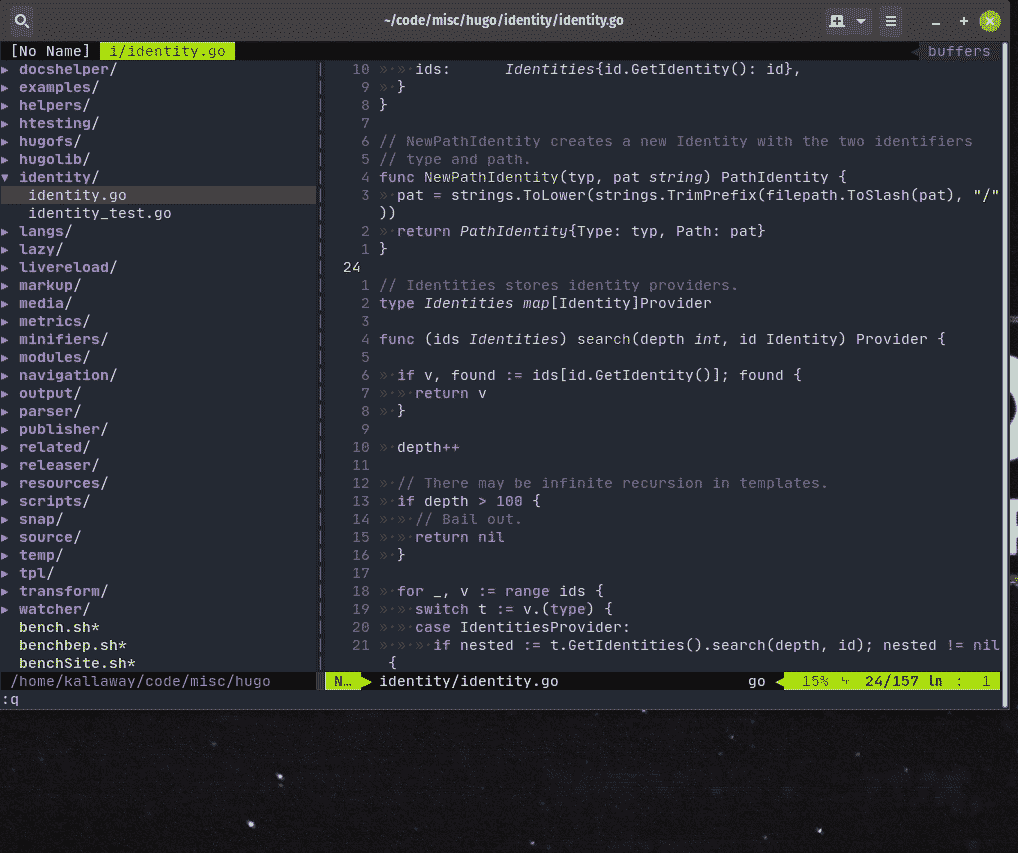 ~/code/misc/hugo/identity/identity.go
[No Name] i/identity.go buffers
▸ docshelper/
▸ examples/
▸ helpers/
▸ htesting/
▸ hugofs/
▸ hugolib/
▾ identity/
identity.go
identity_test.go
▸ langs/
▸ lazy/
▸ livereload/
▸ markup/
▸ media/
▸ metrics/
▸ minifiers/
▸ modules/
▸ navigation/
▸ output/
▸ parser/
▸ publisher/
▸ related/
▸ releaser/
▸ resources/
▸ scripts/
▸ snap/
▸ source/
▸ temp/
▸ tpl/
▸ transform/
▸ watcher/
bench.sh*
benchbep.sh*
benchSite.sh*
/home/kallaway/code/misc/hugo
10 » » ids: Identities{id.GetIdentity(): id},
9 » }
8 }
7
6 // NewPathIdentity creates a new Identity with the two identifiers
5 // type and path.
4 func NewPathIdentity(typ, pat string) PathIdentity {
3 » pat = strings.ToLower(strings.TrimPrefix(filepath.ToSlash(pat), "/"
))
2 » return PathIdentity{Type: typ, Path: pat}
1 }
24
1 // Identities stores identity providers.
2 type Identities map[Identity]Provider
3
4 func (ids Identities) search(depth int, id Identity) Provider {
5
6 » if v, found := ids[id.GetIdentity()]; found {
7 » » return v
8 » }
9
10 » depth++
11
12 » // There may be infinite recursion in templates.
13 » if depth > 100 {
14 » » // Bail out.
15 » » return nil
16 » }
17
18 » for _, v := range ids {
19 » » switch t := v.(type) {
20 » » case IdentitiesProvider:
21 » » » if nested := t.GetIdentities().search(depth, id); nested != nil
{
N… identity/identity.go go 15% ␤ 24/157 ln : 1
:q